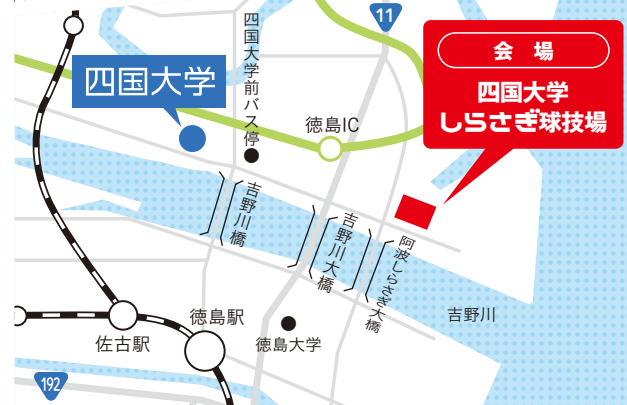 11
会 場
四国大学
しらさぎ球技場
四国大学前バス停
四国大学
徳島IC
吉野川橋
吉野川大橋
阿波しらさぎ大橋
吉野川
徳島駅
佐古駅
徳島大学
192